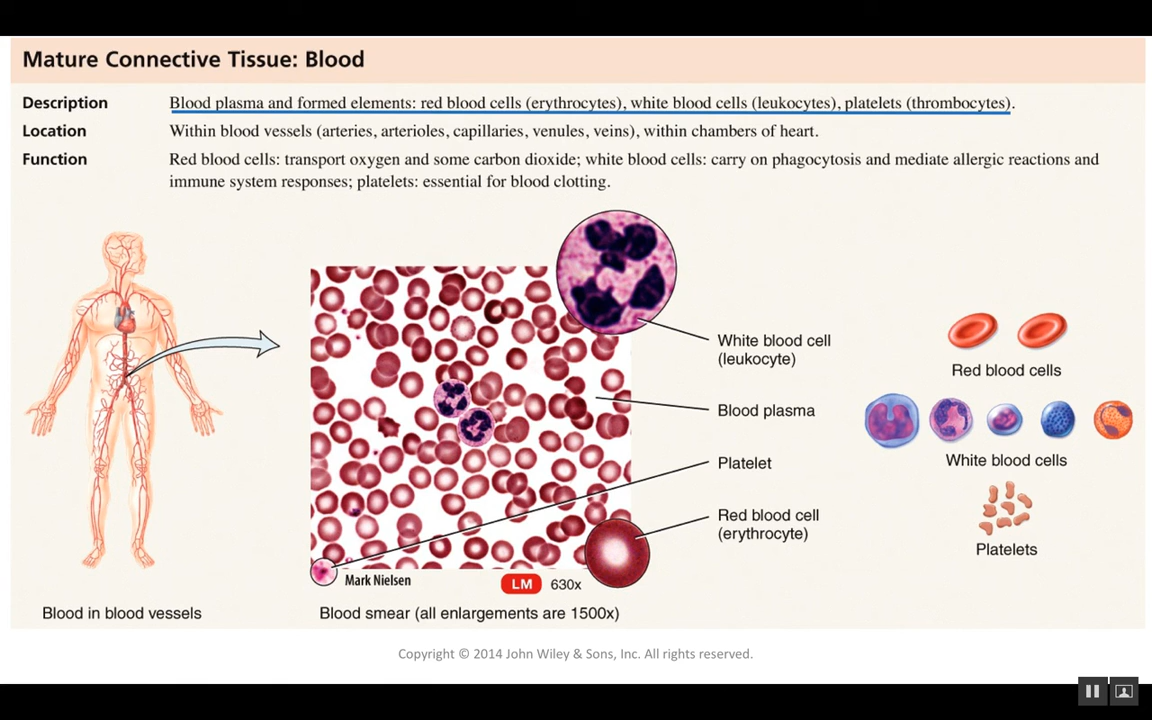 Mature Connective Tissue: Blood
Description Blood plasma and formed elements: red blood cells (erythrocytes), white blood cells (leukocytes), platelets (thrombocytes).
Location Within blood vessels (arteries, arterioles, capillaries, venules, veins), within chambers of heart.
Function Red blood cells: transport oxygen and some carbon dioxide; white blood cells: carry on phagocytosis and mediate allergic reactions and
immune system responses; platelets: essential for blood clotting.
White blood cell
(leukocyte)
Blood plasma
Platelet
Red blood cell
(erythrocyte)
Red blood cells
White blood cells
Platelets
Mark Nielsen
LM 630x
Blood in blood vessels
Blood smear (all enlargements are 1500x)
Copyright © 2014 John Wiley & Sons, Inc. All rights reserved.